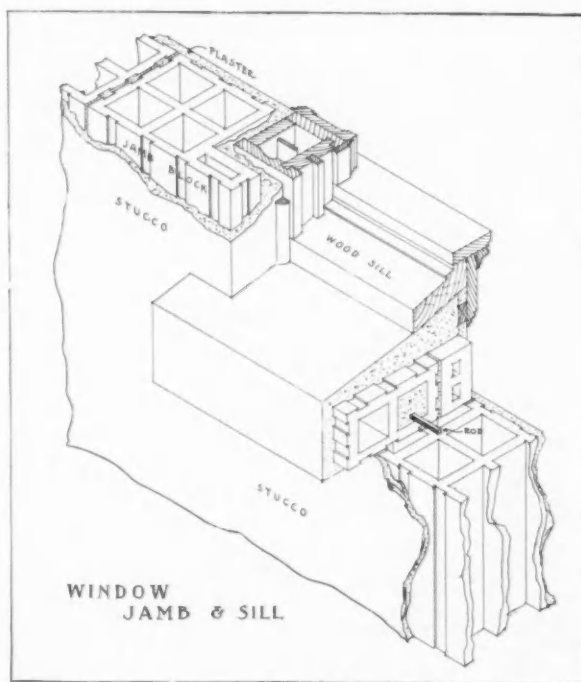 PLASTER
JAMB BLOCK
STUCCO
WOOD SILL
ROD
STUCCO
WINDOW
JAMB & SILL